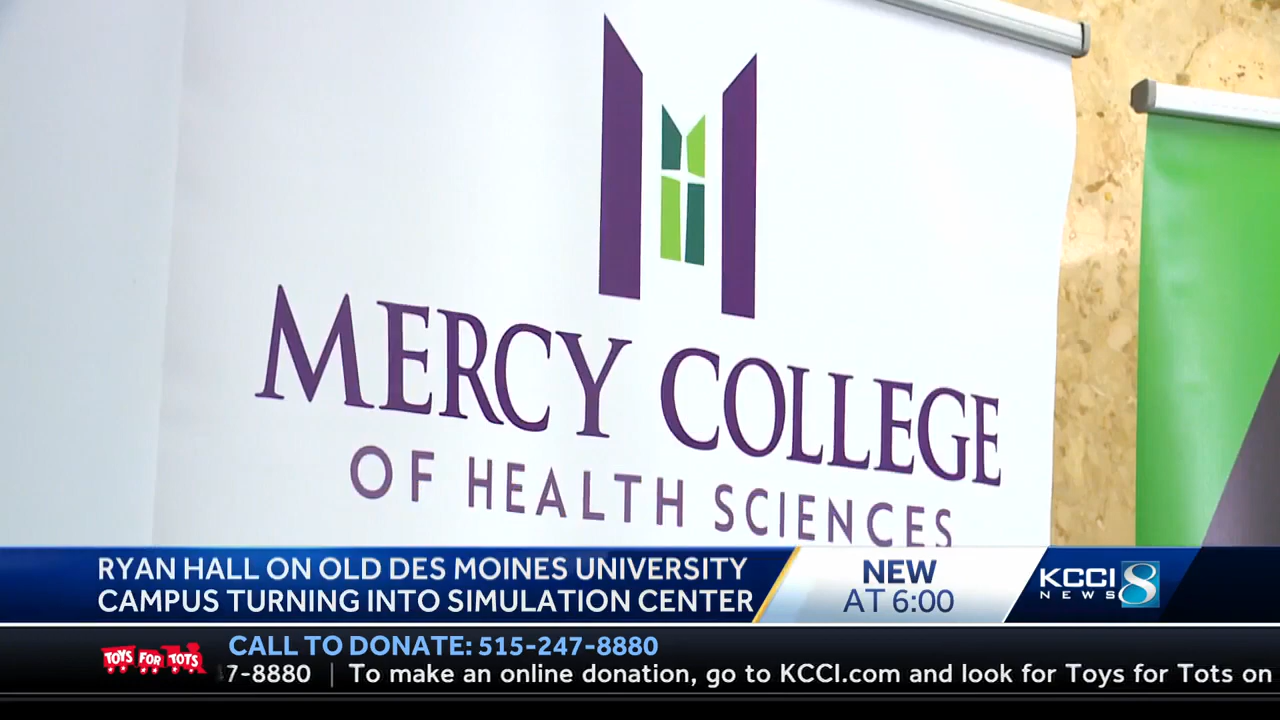 MERCY COLLEGE
OF HEALTH SCIENCES
RYAN HALL ON OLD DES MOINES UNIVERSITY
CAMPUS TURNING INTO SIMULATION CENTER
NEW
AT 6:00
KCCI 8
NEWS
TOYS FOR TOTS
CALL TO DONATE: 515-247-8880
7-8880 | To make an online donation, go to KCCI.com and look for Toys for Tots on